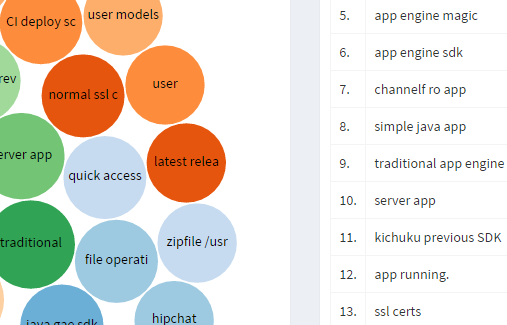 CI deploy sc
user models
rev
normal ssl c
user
erver app
quick access
latest relea
traditional
file operati
zipfile /usr
java gae sdk
hipchat
5. app engine magic
6. app engine sdk
7. channelf ro app
8. simple java app
9. traditional app engine
10. server app
11. kichuku previous SDK
12. app running.
13. ssl certs